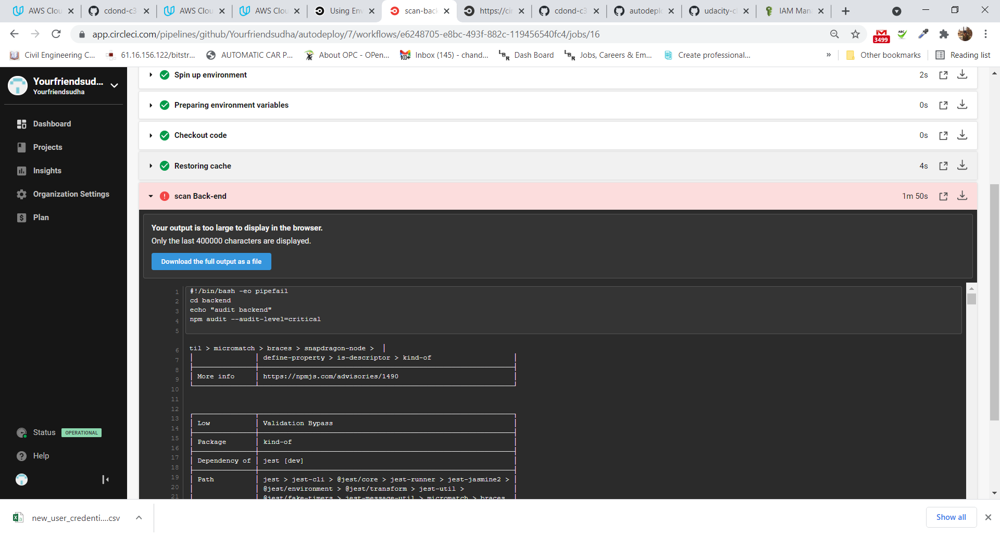 AWS Clou
cdond-c3
AWS Clou
AWS Clou
Using Env
scan-back
https://cir
cdond-c3
autodeplo
udacity-cl
IAM Man
app.circleci.com/pipelines/github/Yourfriendsudha/autodeploy/7/workflows/e6248705-e8bc-493f-882c-119456540fc4/jobs/16
3499
ABC
Civil Engineering C...
61.16.156.122/bitstr...
AUTOMATIC CAR P...
About OPC - OPen...
100+
Inbox (145) - chand...
Dash Board
Jobs, Careers & Em...
Create professional...
»
Other bookmarks
Reading list
Yourfriendsud...
Yourfriendsudha
Dashboard
Projects
Insights
Organization Settings
Plan
Status OPERATIONAL
Help
Spin up environment 2s
Preparing environment variables 0s
Checkout code 0s
Restoring cache 4s
scan Back-end 1m 50s
Your output is too large to display in the browser.
Only the last 400000 characters are displayed.
Download the full output as a file
1 #!/bin/bash -eo pipefail
2 cd backend
3 echo "audit backend"
4 npm audit --audit-level=critical
5
6 til > micromatch > braces > snapdragon-node >
7 define-property > is-descriptor > kind-of
8
9 More info https://npmjs.com/advisories/1490
10
11
12
13
14 Low Validation Bypass
15
16 Package kind-of
17
18 Dependency of jest [dev]
19 Path jest > jest-cli > @jest/core > jest-runner > jest-jasmine2 >
20 @jest/environment > @jest/transform > jest-util >
21 @jest/fake-timers > jest-message-util > micromatch > braces
new_user_credenti....csv
Show all